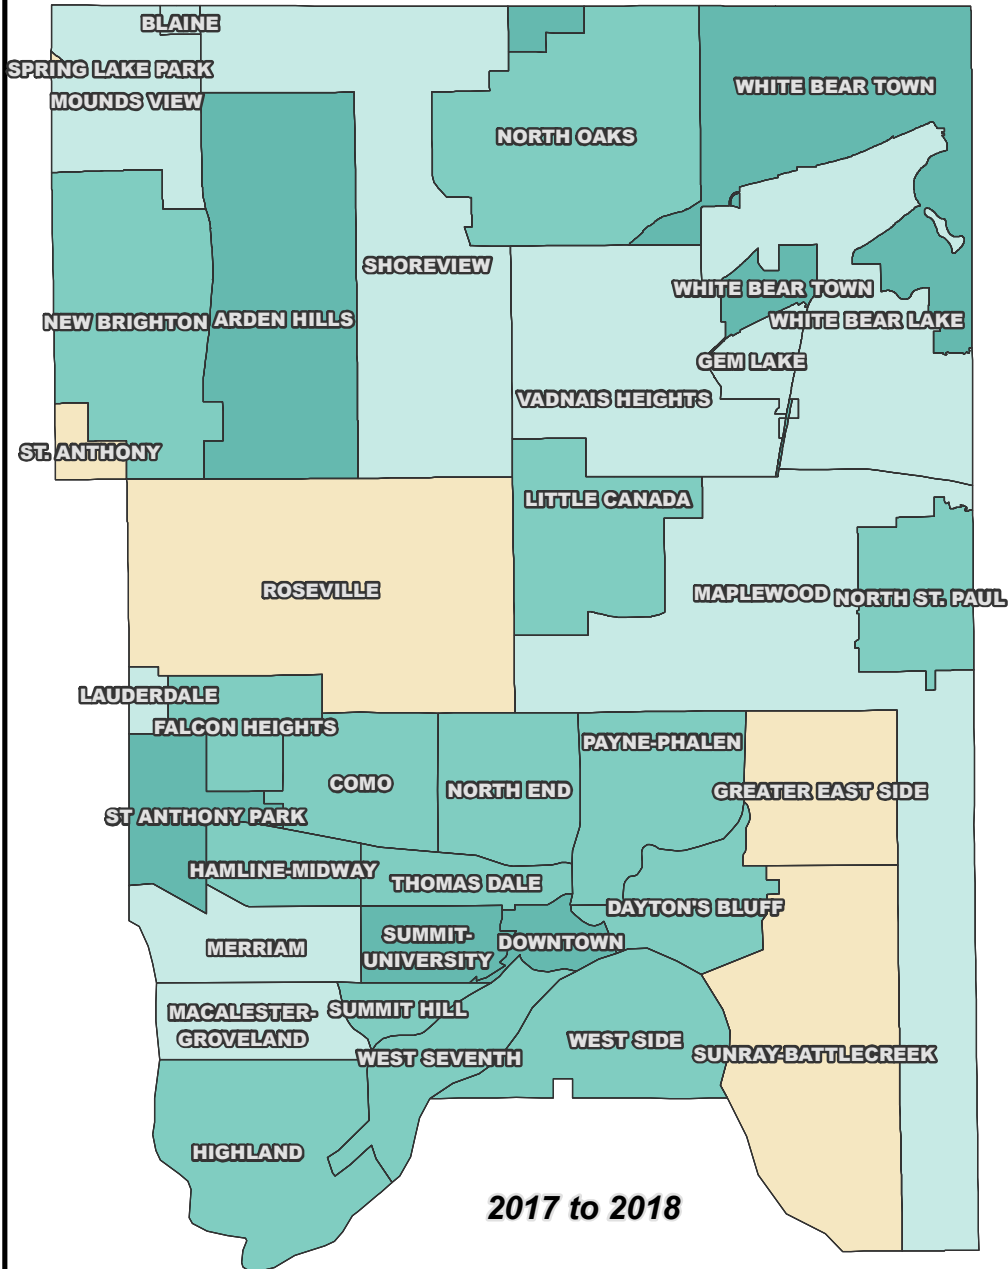 BLAINE
SPRING LAKE PARK
MOUNDS VIEW
WHITE BEAR TOWN
NORTH OAKS
SHOREVIEW
WHITE BEAR TOWN
NEW BRIGHTON
ARDEN HILLS
WHITE BEAR LAKE
GEM LAKE
VADNAIS HEIGHTS
ST. ANTHONY
LITTLE CANADA
ROSEVILLE
MAPLEWOOD
NORTH ST. PAUL
LAUDERDALE
FALCON HEIGHTS
PAYNE-PHALEN
COMO
NORTH END
GREATER EAST SIDE
ST ANTHONY PARK
HAMLINE-MIDWAY
THOMAS DALE
DAYTON'S BLUFF
SUMMIT-
UNIVERSITY
DOWNTOWN
MERRIAM
MACALESTER-
GROVELAND
SUMMIT HILL
WEST SEVENTH
WEST SIDE
SUNRAY-BATTLECREEK
HIGHLAND
2017 to 2018